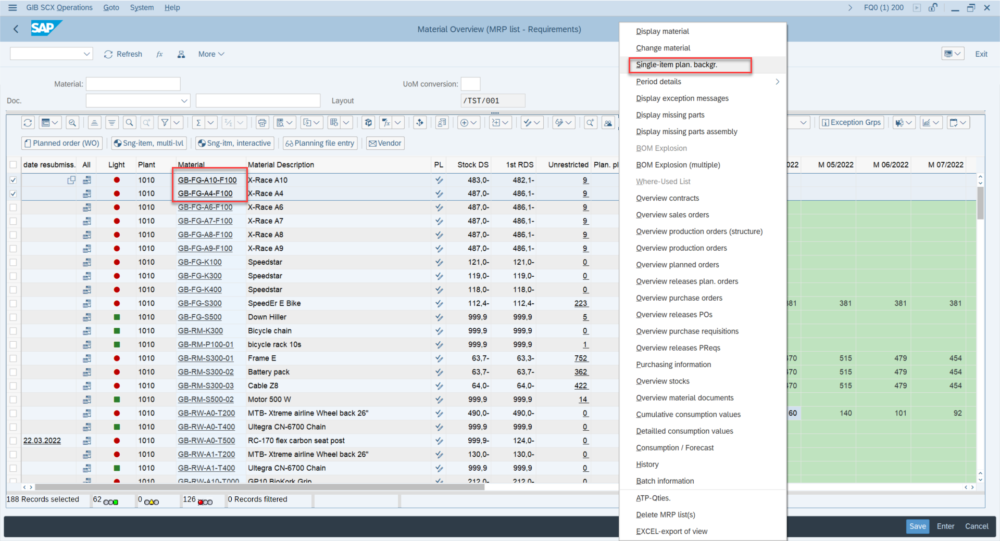 GIB SCX Operations Goto System Help FQ0 (1) 200
SAP Material Overview (MRP list - Requirements)
Refresh fx More Exit
Material: UoM conversion:
Doc. Layout /TST/001
Exception Grps
Planned order (WO) Sng-item, multi-lvl Sng-itm, interactive Planning file entry Vendor
date resubmiss. All Light Plant Material Material Description PL Stock DS 1st RDS Unrestricted Plan. pl 022 M 05/2022 M 06/2022 M 07/2022
1010 GB-FG-A10-F100 X-Race A10 483,0- 482,1- 9
1010 GB-FG-A4-F100 X-Race A4 487,0- 486,1- 9
1010 GB-FG-A6-F100 X-Race A6 487,0- 486,1- 9
1010 GB-FG-A7-F100 X-Race A7 487,0- 486,1- 9
1010 GB-FG-A8-F100 X-Race A8 487,0- 486,1- 9
1010 GB-FG-A9-F100 X-Race A9 487,0- 486,1- 9
1010 GB-FG-K100 Speedstar 121,0- 121,0- 0
1010 GB-FG-K300 Speedstar 119,0- 119,0- 0
1010 GB-FG-K400 Speedstar 118,0- 118,0- 0
1010 GB-FG-S300 SpeedEr E Bike 112,4- 112,4- 223 381 381 381 381
1010 GB-FG-S500 Down Hiller 999,9 999,9 5
1010 GB-RM-K300 Bicycle chain 999,9 999,9 0
1010 GB-RM-P100-01 bicycle rack 10s 999,9 999,9 1
1010 GB-RM-S300-01 Frame E 63,7- 63,3- 752 470 515 479 454
1010 GB-RM-S300-02 Battery pack 63,7- 63,7- 362 470 515 479 454
1010 GB-RM-S300-03 Cable Z8 64,0- 64,0- 422 470 515 479 454
1010 GB-RM-S500-02 Motor 500 W 999,9 999,9 14
1010 GB-RW-A0-T200 MTB- Xtreme airline Wheel back 26" 490,0- 490,0- 0 60 140 101 92
1010 GB-RW-A0-T400 Ultegra CN-6700 Chain 999,9 999,9 0
22.03.2022 1010 GB-RW-A0-T500 RC-170 flex carbon seat post 999,9- 124,0- 0
1010 GB-RW-A1-T200 MTB- Xtreme airline Wheel back 26" 130,0- 130,0- 0
1010 GB-RW-A1-T400 Ultegra CN-6700 Chain 999,9 999,9 0
1010 GB-RW-A10-T000 GP10 BioKork Grip 212,0- 212,0- 0
188 Records selected 62 0 126 0 Records filtered
Display material
Change material
Single-item plan. backgr.
Period details
Display exception messages
Display missing parts
Display missing parts assembly
BOM Explosion
BOM Explosion (multiple)
Where-Used List
Overview contracts
Overview sales orders
Overview production orders (structure)
Overview production orders
Overview planned orders
Overview releases plan. orders
Overview purchase orders
Overview releases POs
Overview purchase requisitions
Overview releases PReqs
Purchasing information
Overview stocks
Overview material documents
Cumulative consumption values
Detailled consumption values
Consumption / Forecast
History
Batch information
ATP-Qties.
Delete MRP list(s)
EXCEL-export of view
Save Enter Cancel